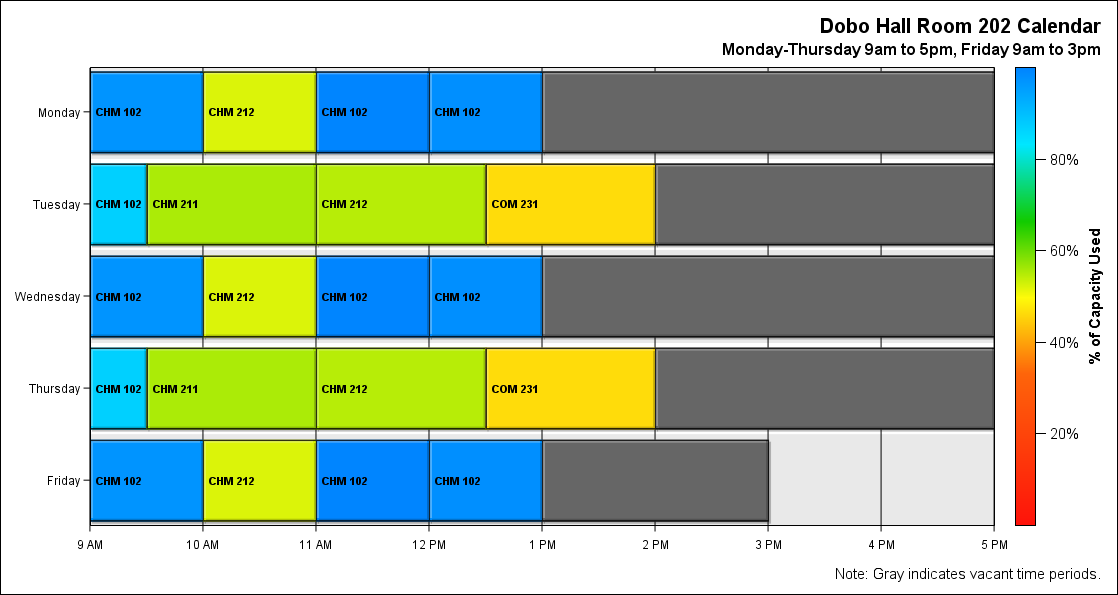 Dobo Hall Room 202 Calendar
Monday-Thursday 9am to 5pm, Friday 9am to 3pm
Monday CHM 102 CHM 212 CHM 102 CHM 102
Tuesday CHM 102 CHM 211 CHM 212 COM 231
Wednesday CHM 102 CHM 212 CHM 102 CHM 102
Thursday CHM 102 CHM 211 CHM 212 COM 231
Friday CHM 102 CHM 212 CHM 102 CHM 102
9 AM 10 AM 11 AM 12 PM 1 PM 2 PM 3 PM 4 PM 5 PM
80%
60%
40%
20%
% of Capacity Used
Note: Gray indicates vacant time periods.